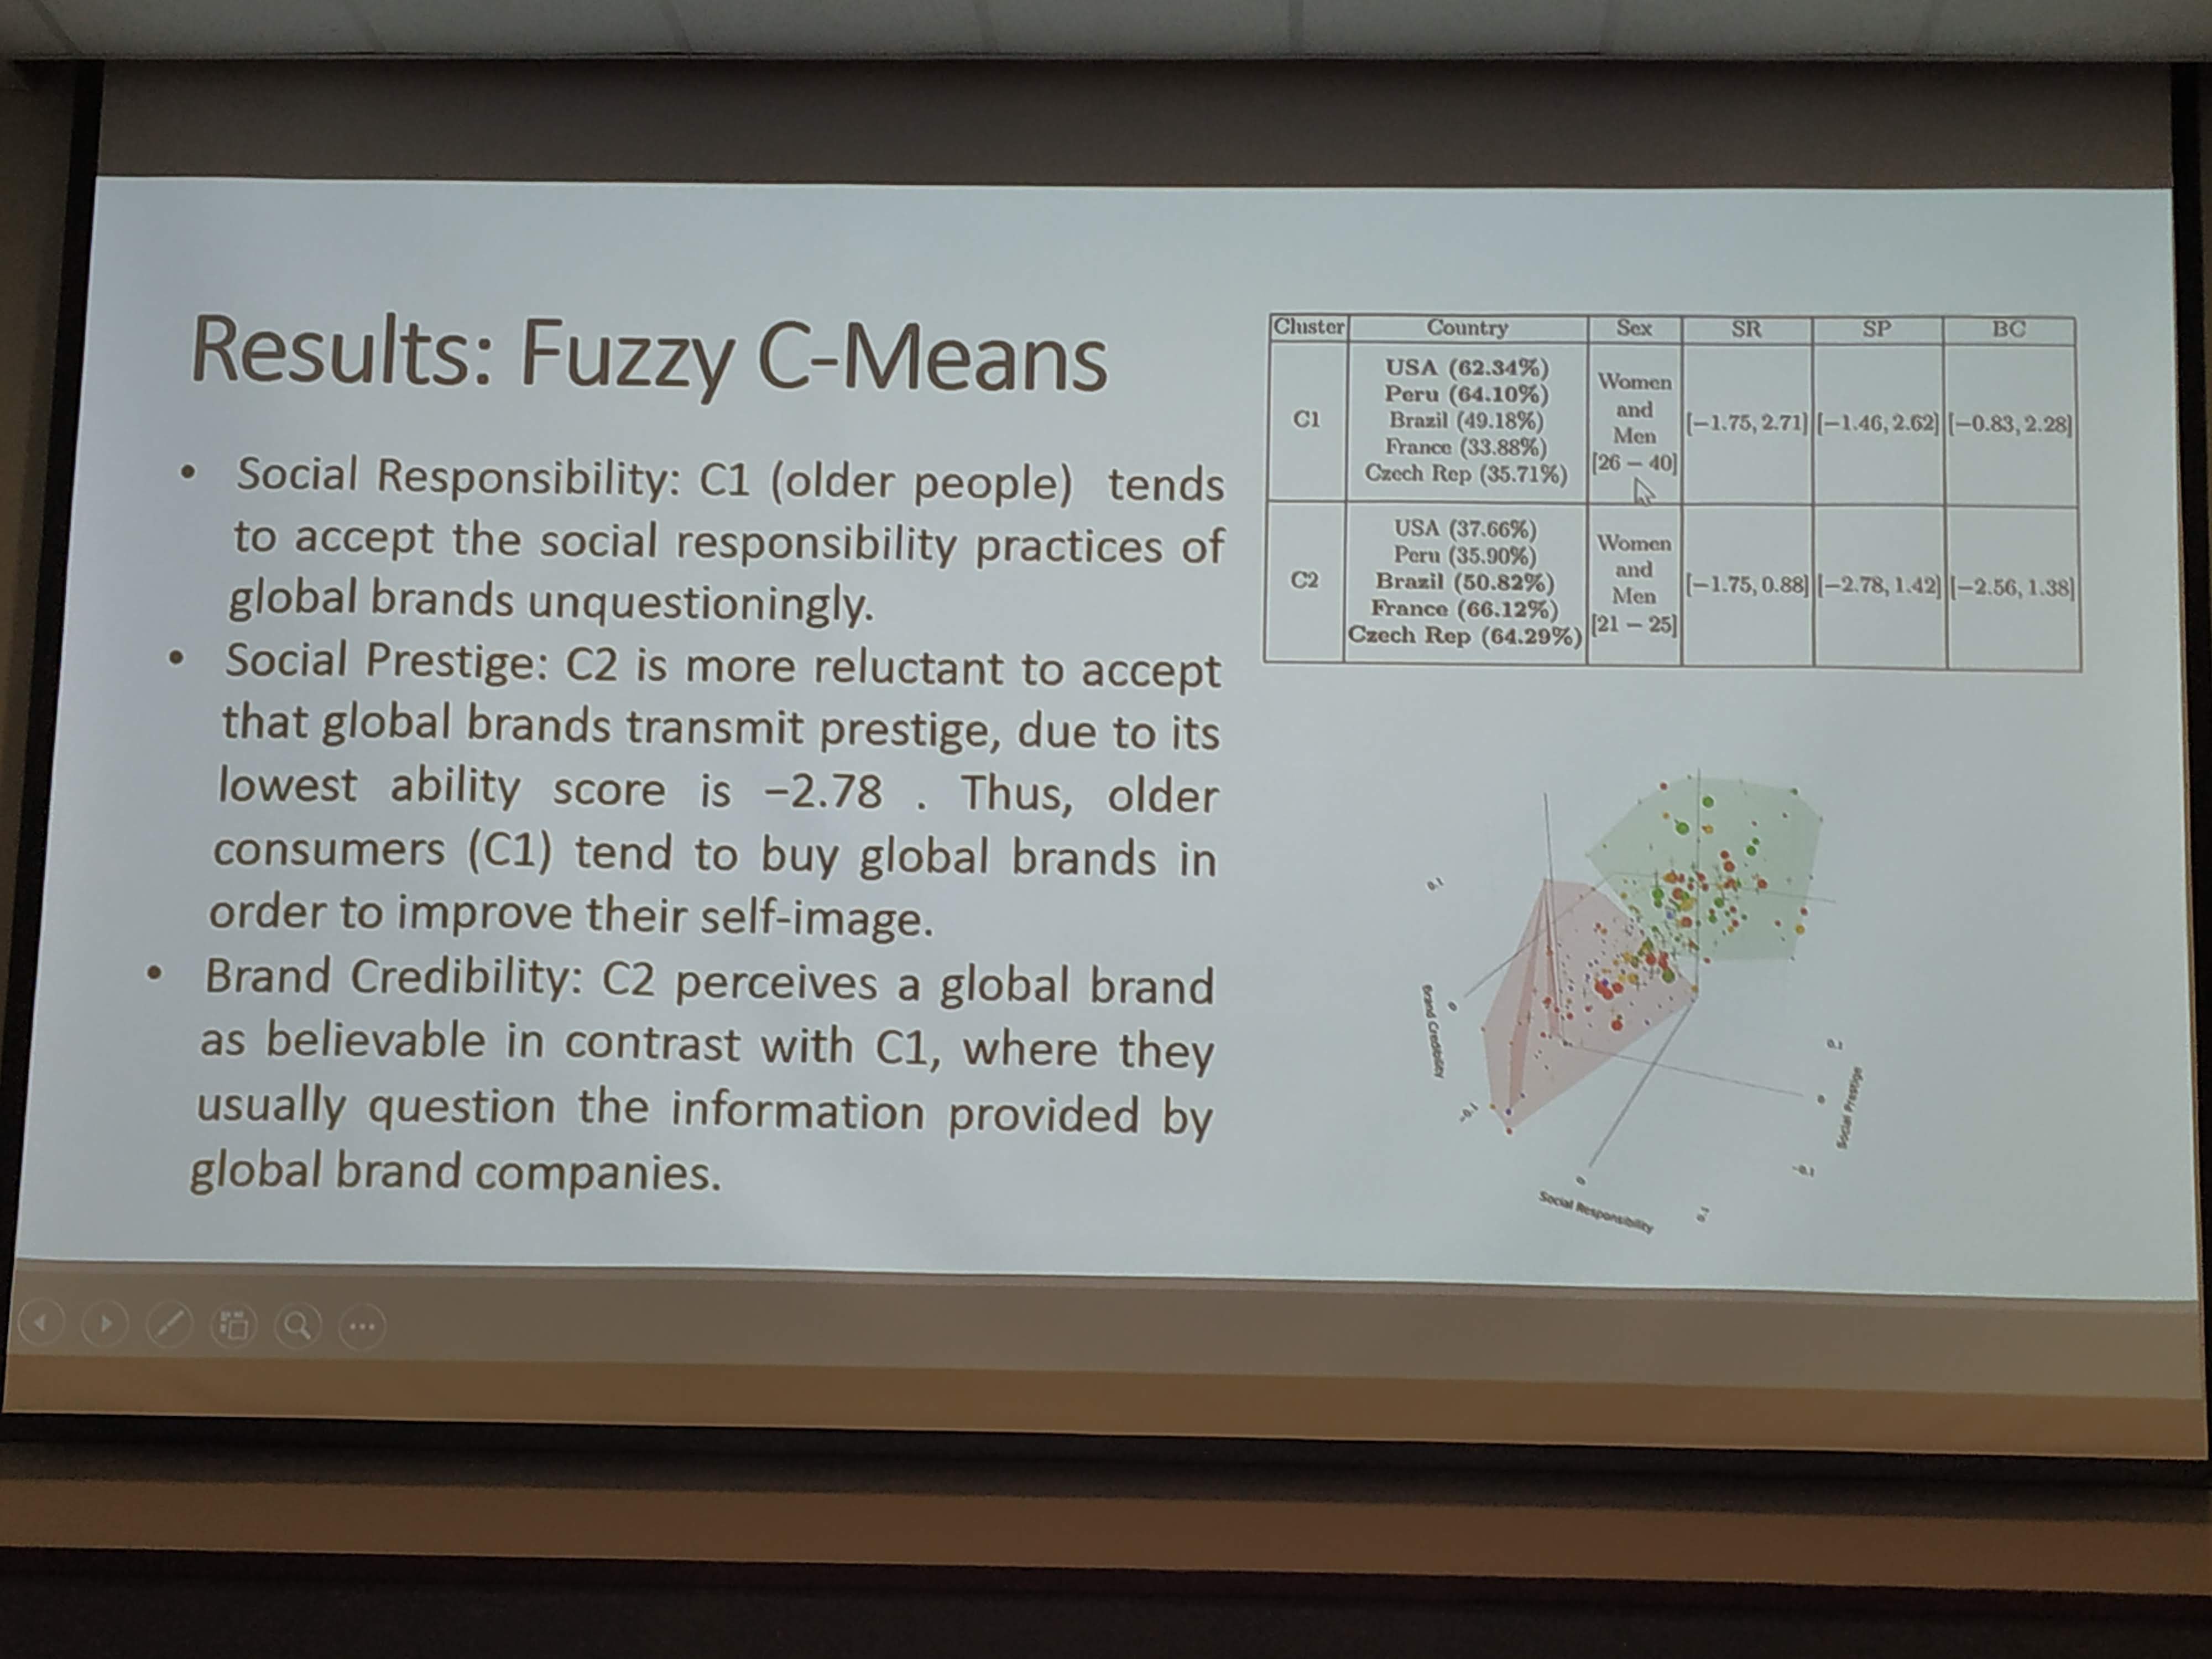 Results: Fuzzy C-Means
• Social Responsibility: C1 (older people) tends
to accept the social responsibility practices of
global brands unquestioningly.
• Social Prestige: C2 is more reluctant to accept
that global brands transmit prestige, due to its
lowest ability score is −2.78 . Thus, older
consumers (C1) tend to buy global brands in
order to improve their self-image.
• Brand Credibility: C2 perceives a global brand
as believable in contrast with C1, where they
usually question the information provided by
global brand companies.
Cluster Country Sex SR SP BC
C1
USA (62.34%)
Peru (64.10%)
Brazil (49.18%)
France (33.88%)
Czech Rep (35.71%)
Women
and
Men
[26 – 40]
[−1.75, 2.71] [−1.46, 2.62] [−0.83, 2.28]
C2
USA (37.66%)
Peru (35.90%)
Brazil (50.82%)
France (66.12%)
Czech Rep (64.29%)
Women
and
Men
[21 – 25]
[−1.75, 0.88] [−2.78, 1.42] [−2.56, 1.38]
0.1
0
Brand Credibility
−0.1
0.1
0
Social Prestige
−0.1
0
Social Responsibility
0.1